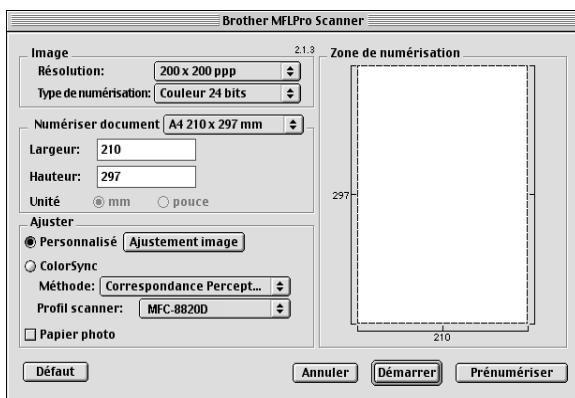 Brother MFLPro Scanner
Image
2.1.3
Résolution: 200 x 200 ppp
Type de numérisation: Couleur 24 bits
Numériser document A4 210 x 297 mm
Largeur: 210
Hauteur: 297
Unité mm pouce
Ajuster
Personnalisé Ajustement image
ColorSync
Méthode: Correspondance Percept...
Profil scanner: MFC-8820D
Papier photo
Zone de numérisation
297
210
Défaut Annuler Démarrer Prénumériser